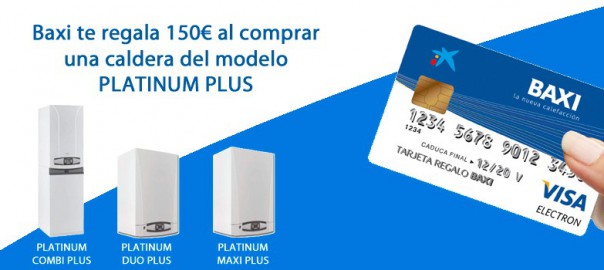 Baxi te regala 150€ al comprar
una caldera del modelo
PLATINUM PLUS
BAXI
la nueva calefacción
1234 5678 9012 3456
1234
CADUCA FINAL 12/20 V
TARJETA REGALO BAXI
VISA
ELECTRON
PLATINUM
COMBI PLUS
PLATINUM
DUO PLUS
PLATINUM
MAXI PLUS